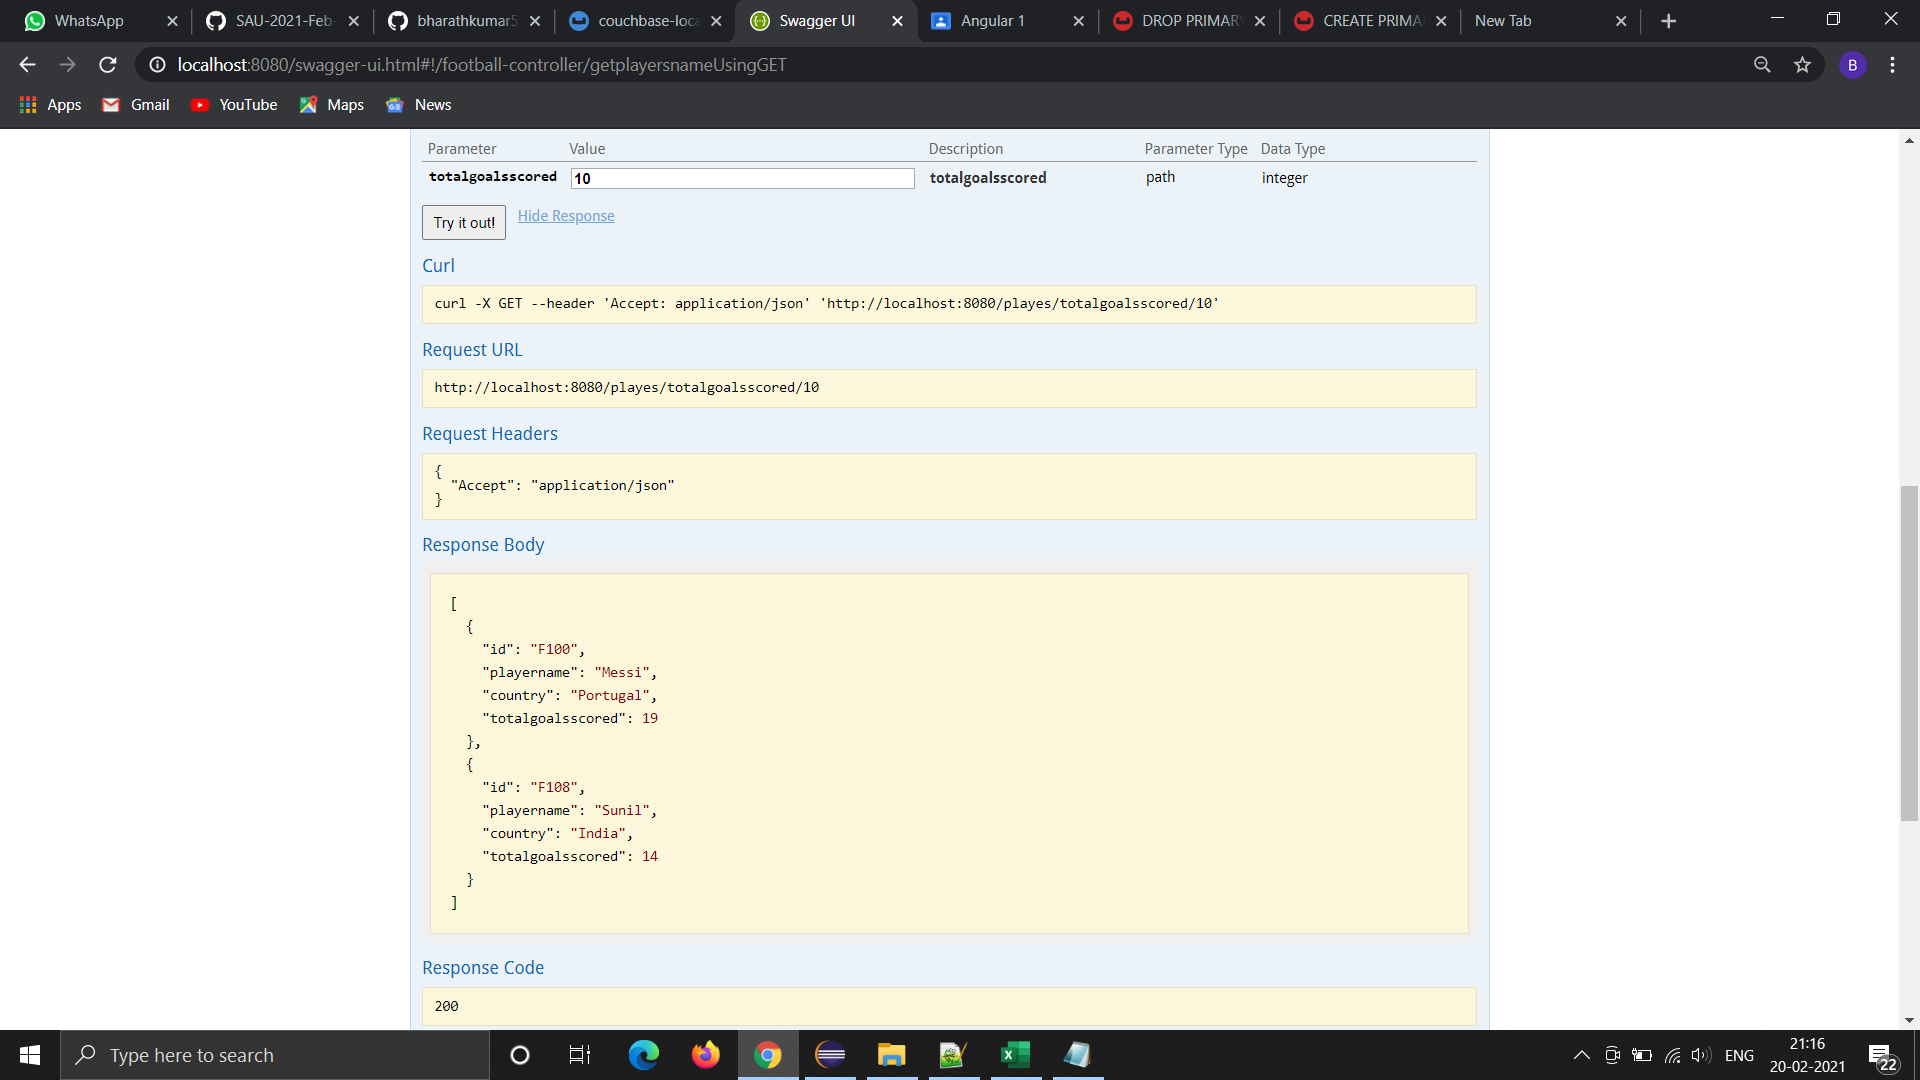 WhatsApp
SAU-2021-Feb-
bharathkumar5
couchbase-loca
Swagger UI
Angular 1
DROP PRIMARY
CREATE PRIMA
New Tab
localhost:8080/swagger-ui.html#!/football-controller/getplayersnameUsingGET
B
Apps
Gmail
YouTube
Maps
News
Parameter Value Description Parameter Type Data Type
totalgoalsscored 10 totalgoalsscored path integer
Try it out! Hide Response
Curl
curl -X GET --header 'Accept: application/json' 'http://localhost:8080/playes/totalgoalsscored/10'
Request URL
http://localhost:8080/playes/totalgoalsscored/10
Request Headers
{
"Accept": "application/json"
}
Response Body
[
{
"id": "F100",
"playername": "Messi",
"country": "Portugal",
"totalgoalsscored": 19
},
{
"id": "F108",
"playername": "Sunil",
"country": "India",
"totalgoalsscored": 14
}
]
Response Code
200
Type here to search
ENG
21:16
20-02-2021
22